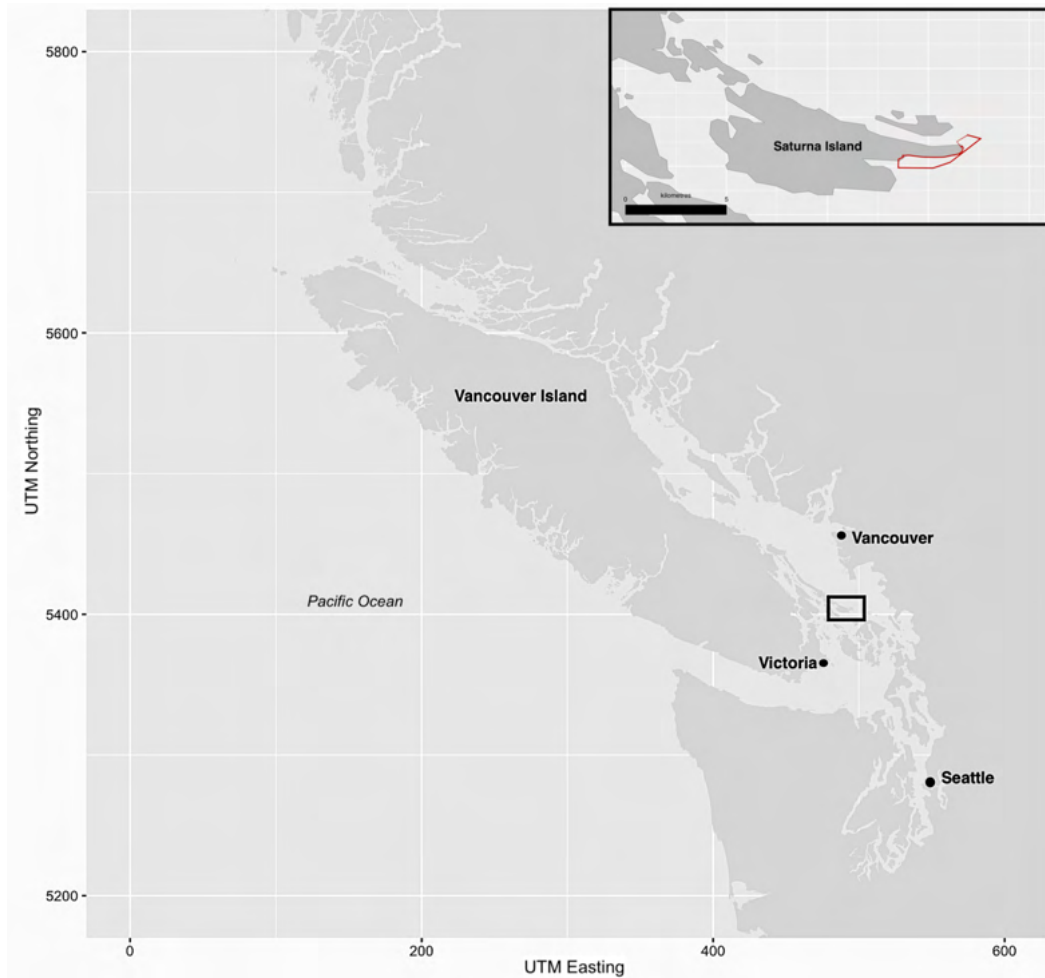 5800
Saturna Island
kilometres
0
5
5600
Vancouver Island
UTM Northing
Vancouver
Pacific Ocean
5400
Victoria
Seattle
5200
0
200
400
600
UTM Easting